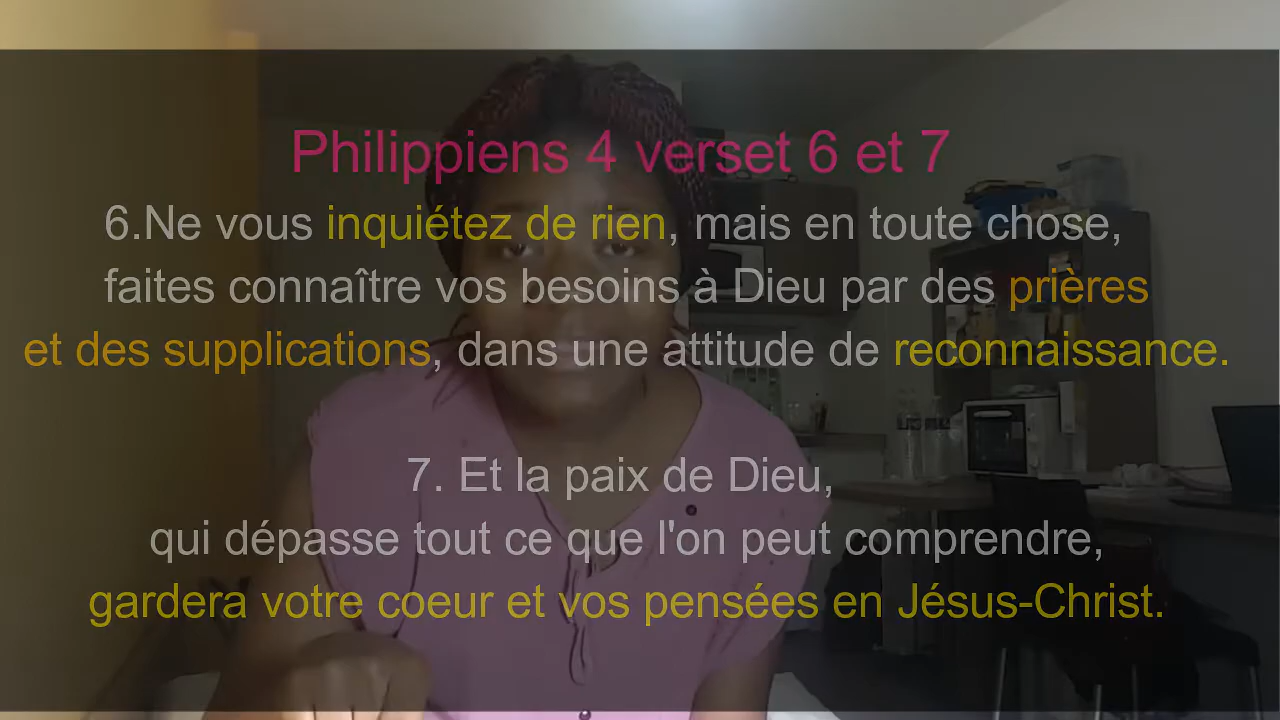 Philippiens 4 verset 6 et 7
6.Ne vous inquiétez de rien, mais en toute chose,
faites connaître vos besoins à Dieu par des prières
et des supplications, dans une attitude de reconnaissance.
7. Et la paix de Dieu,
qui dépasse tout ce que l'on peut comprendre,
gardera votre coeur et vos pensées en Jésus-Christ.